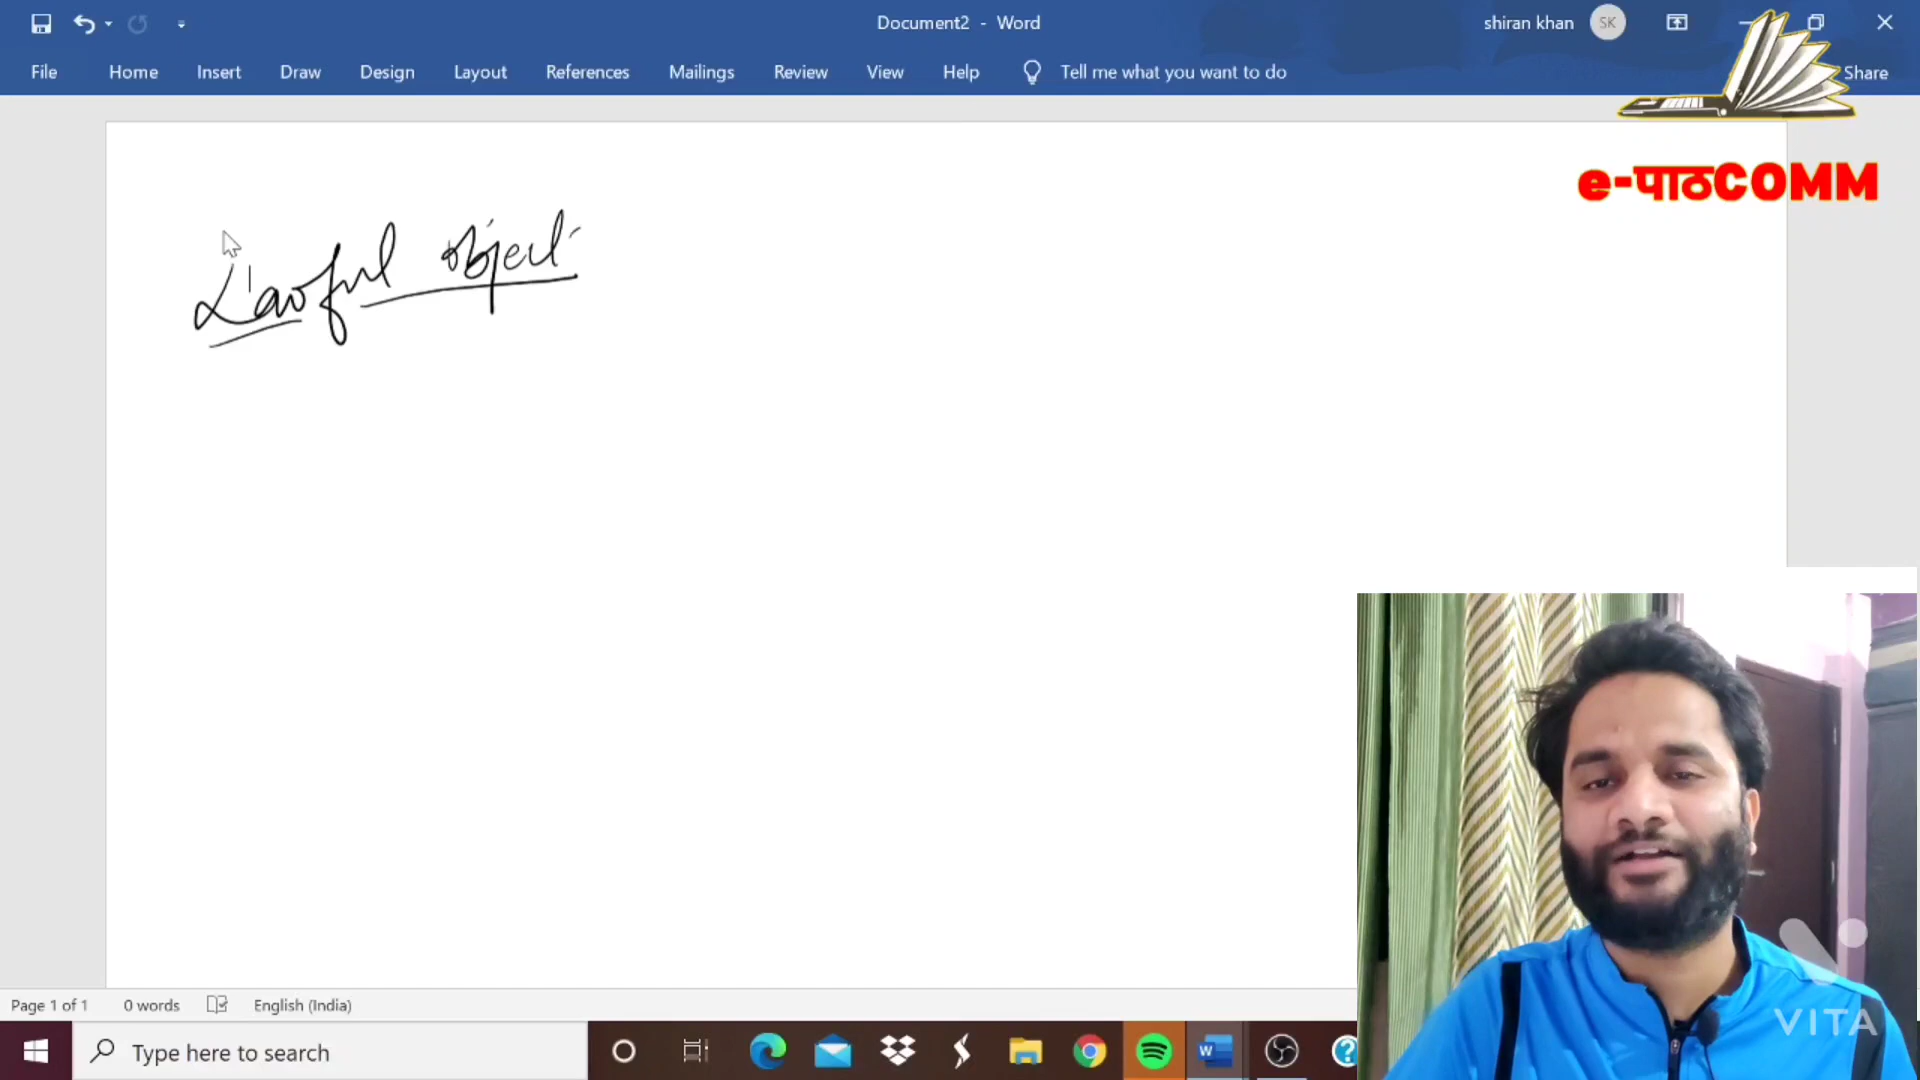 Document2 - Word
shiran khan
SK
File
Home
Insert
Draw
Design
Layout
References
Mailings
Review
View
Help
Tell me what you want to do
Share
e-पाठCOMM
Lawful object
Page 1 of 1
0 words
English (India)
VITA
Type here to search